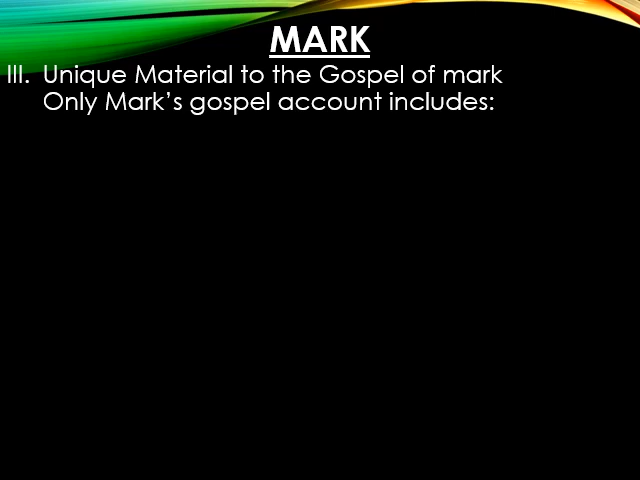 MARK
III. Unique Material to the Gospel of mark
Only Mark’s gospel account includes: